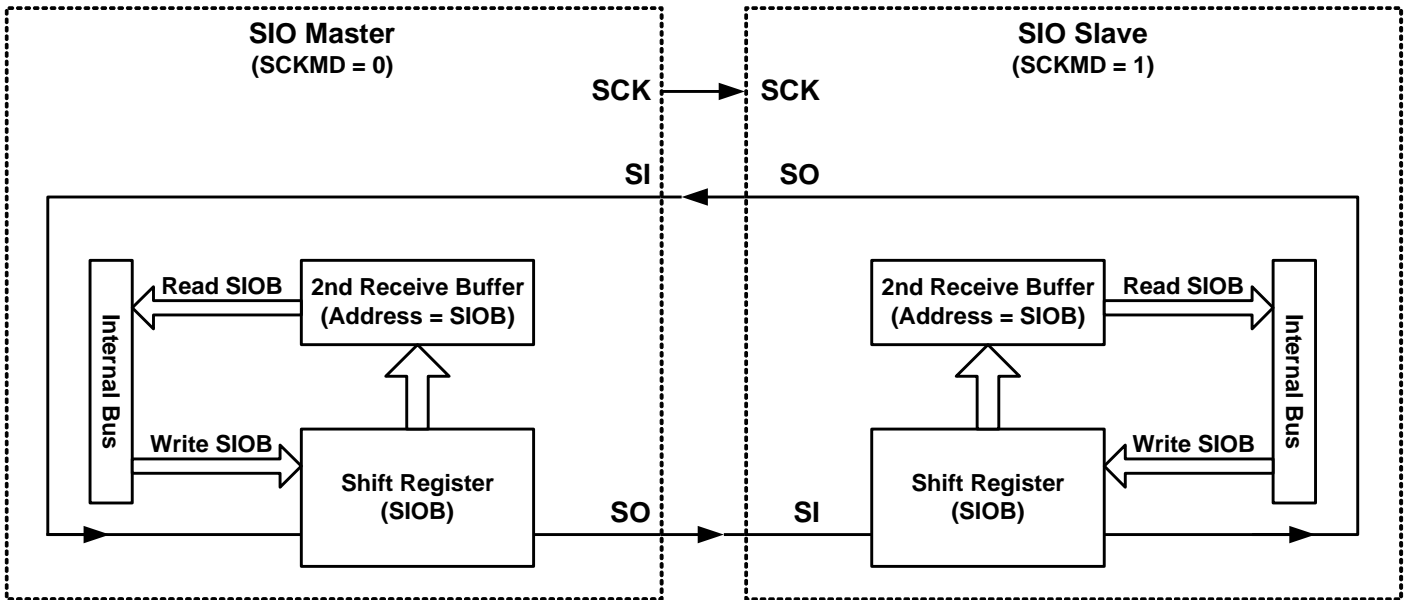 SIO Master
(SCKMD = 0)
SIO Slave
(SCKMD = 1)
SCK
SCK
SI
SO
Internal Bus
Read SIOB
2nd Receive Buffer
(Address = SIOB)
Write SIOB
Shift Register
(SIOB)
SO
SI
2nd Receive Buffer
(Address = SIOB)
Read SIOB
Internal Bus
Write SIOB
Shift Register
(SIOB)